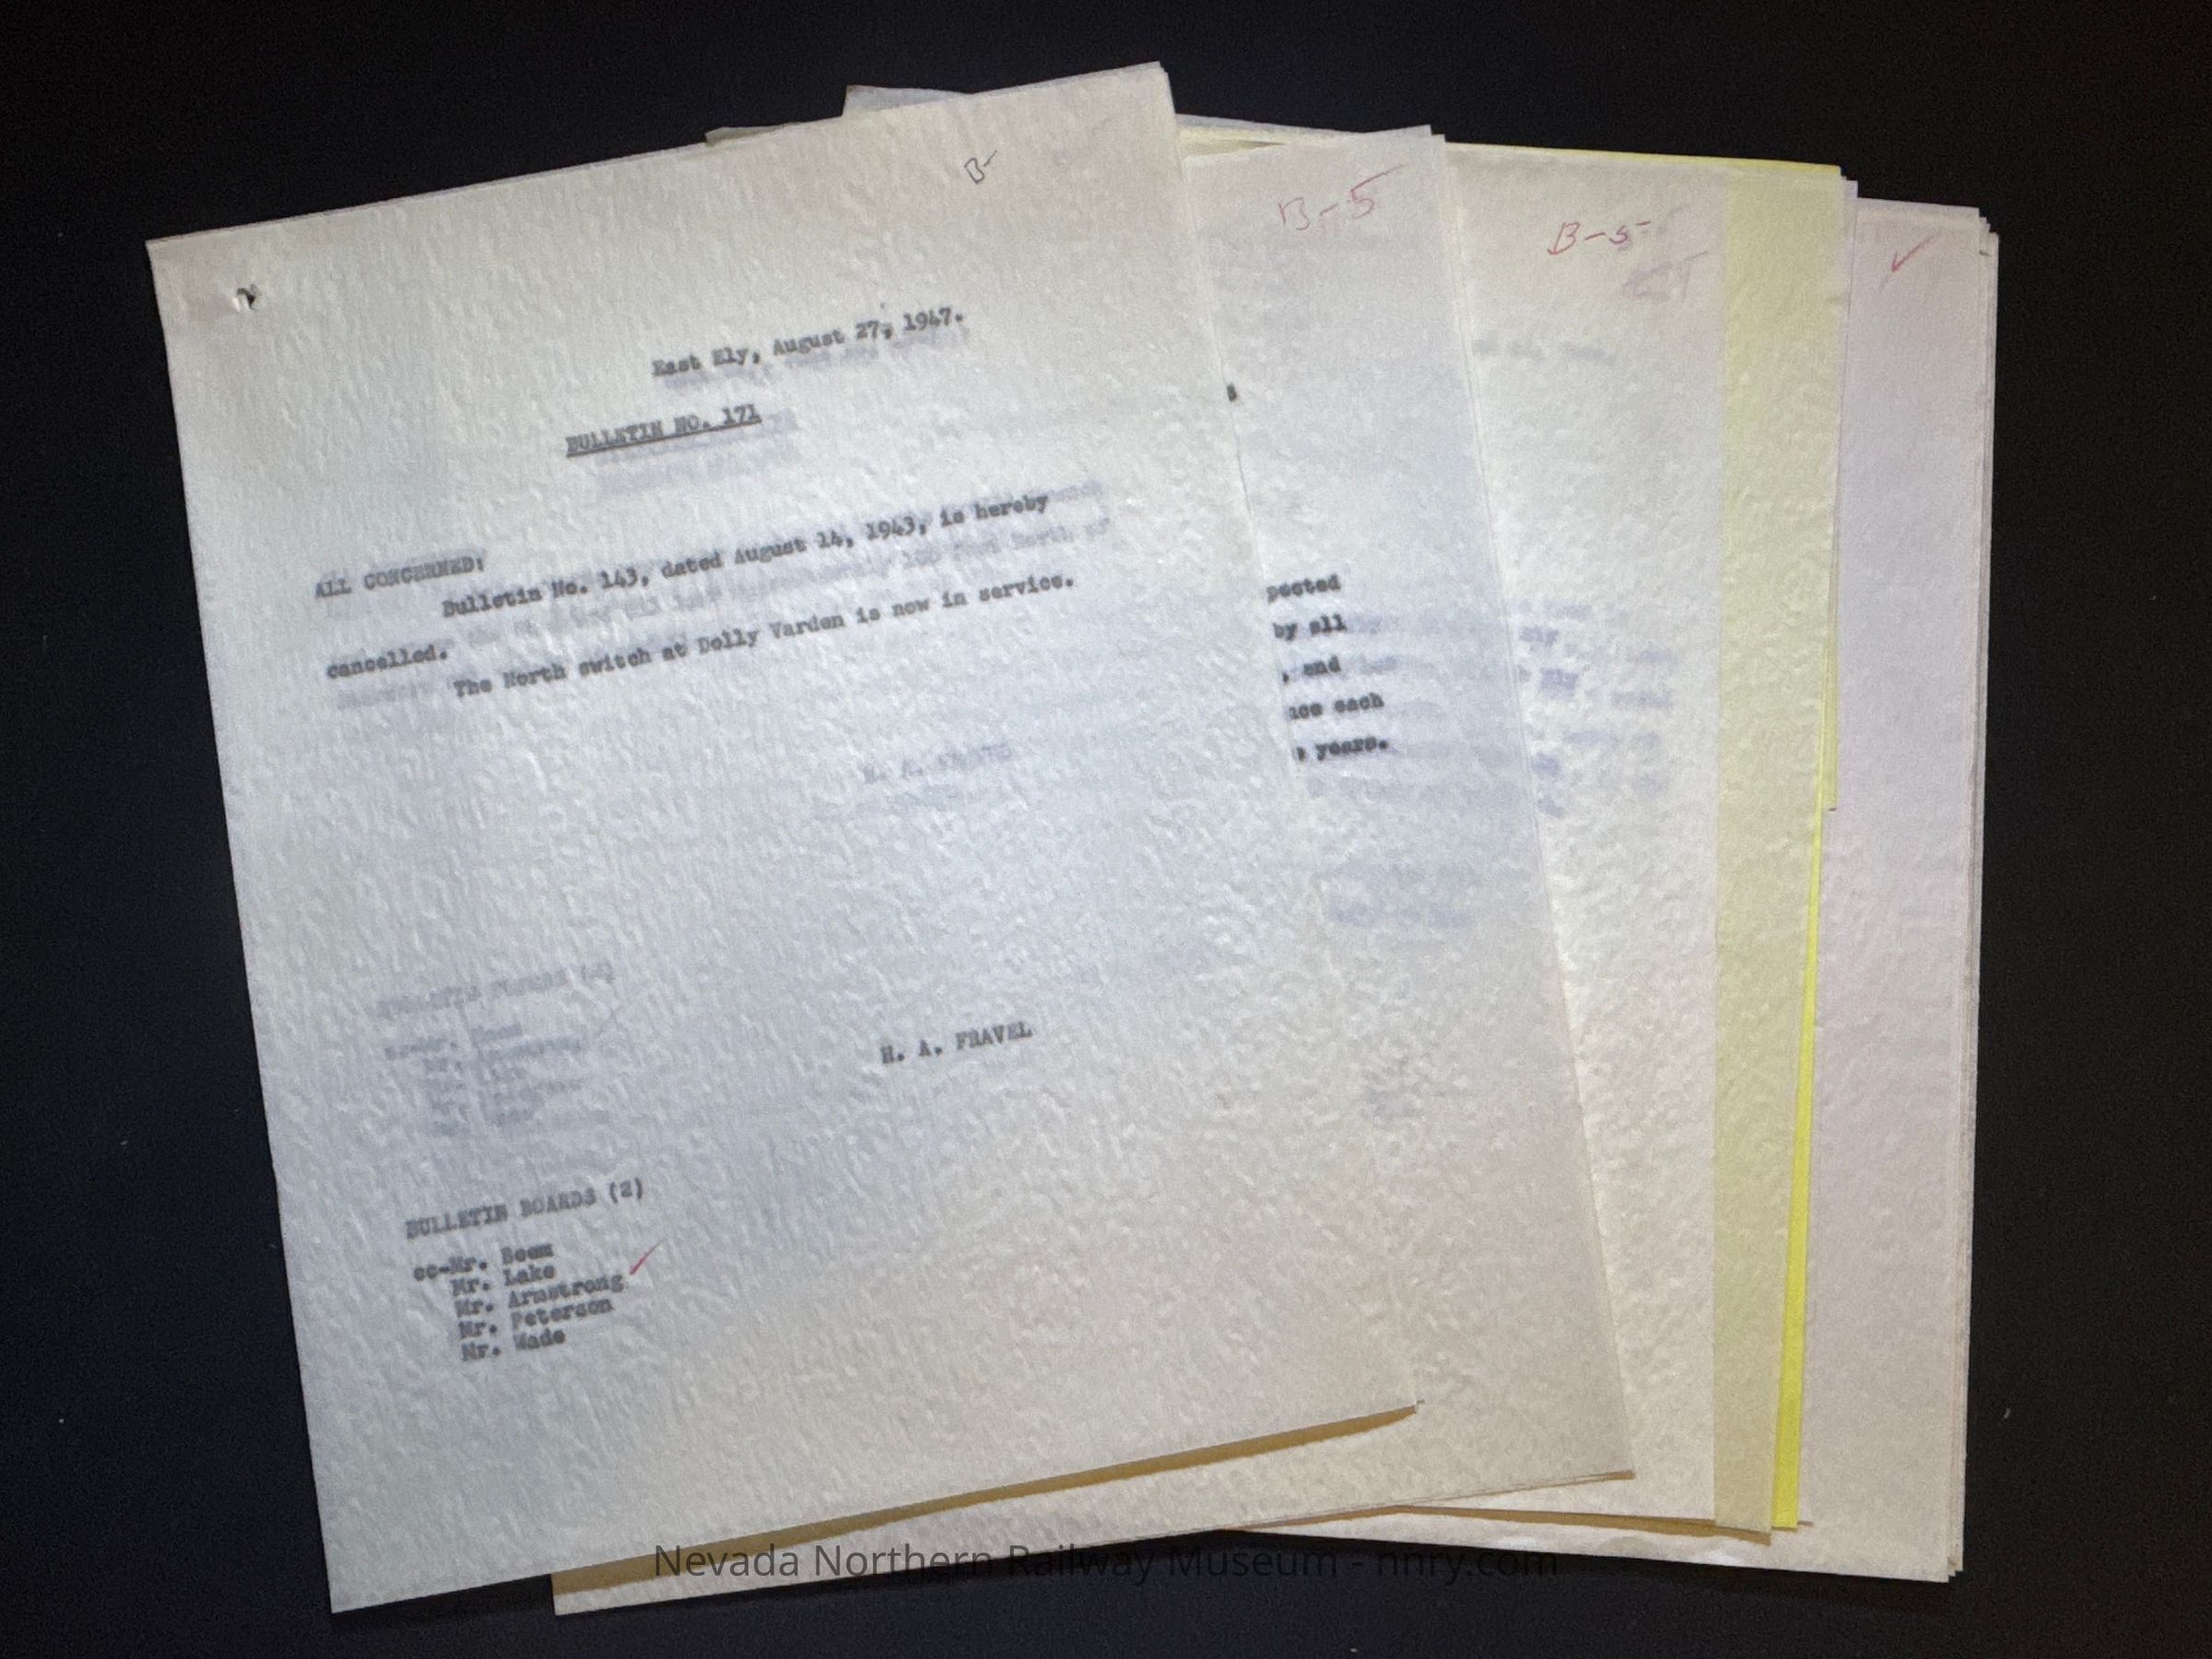 B-
East Ely, August 27, 1947.
BULLETIN NO. 171
ALL CONCERNED:
Bulletin No. 143, dated August 14, 1943, is hereby
cancelled.
The North switch at Dolly Varden is now in service.
H. A. FRAVEL
BULLETIN BOARDS (2)
cc-Mr. Beem
Mr. Lake
Mr. Armstrong
Mr. Peterson
Mr. Wade
B-5
pected
by all
, and
nce each
years.
B-5
Nevada Northern Railway Museum - nnry.com